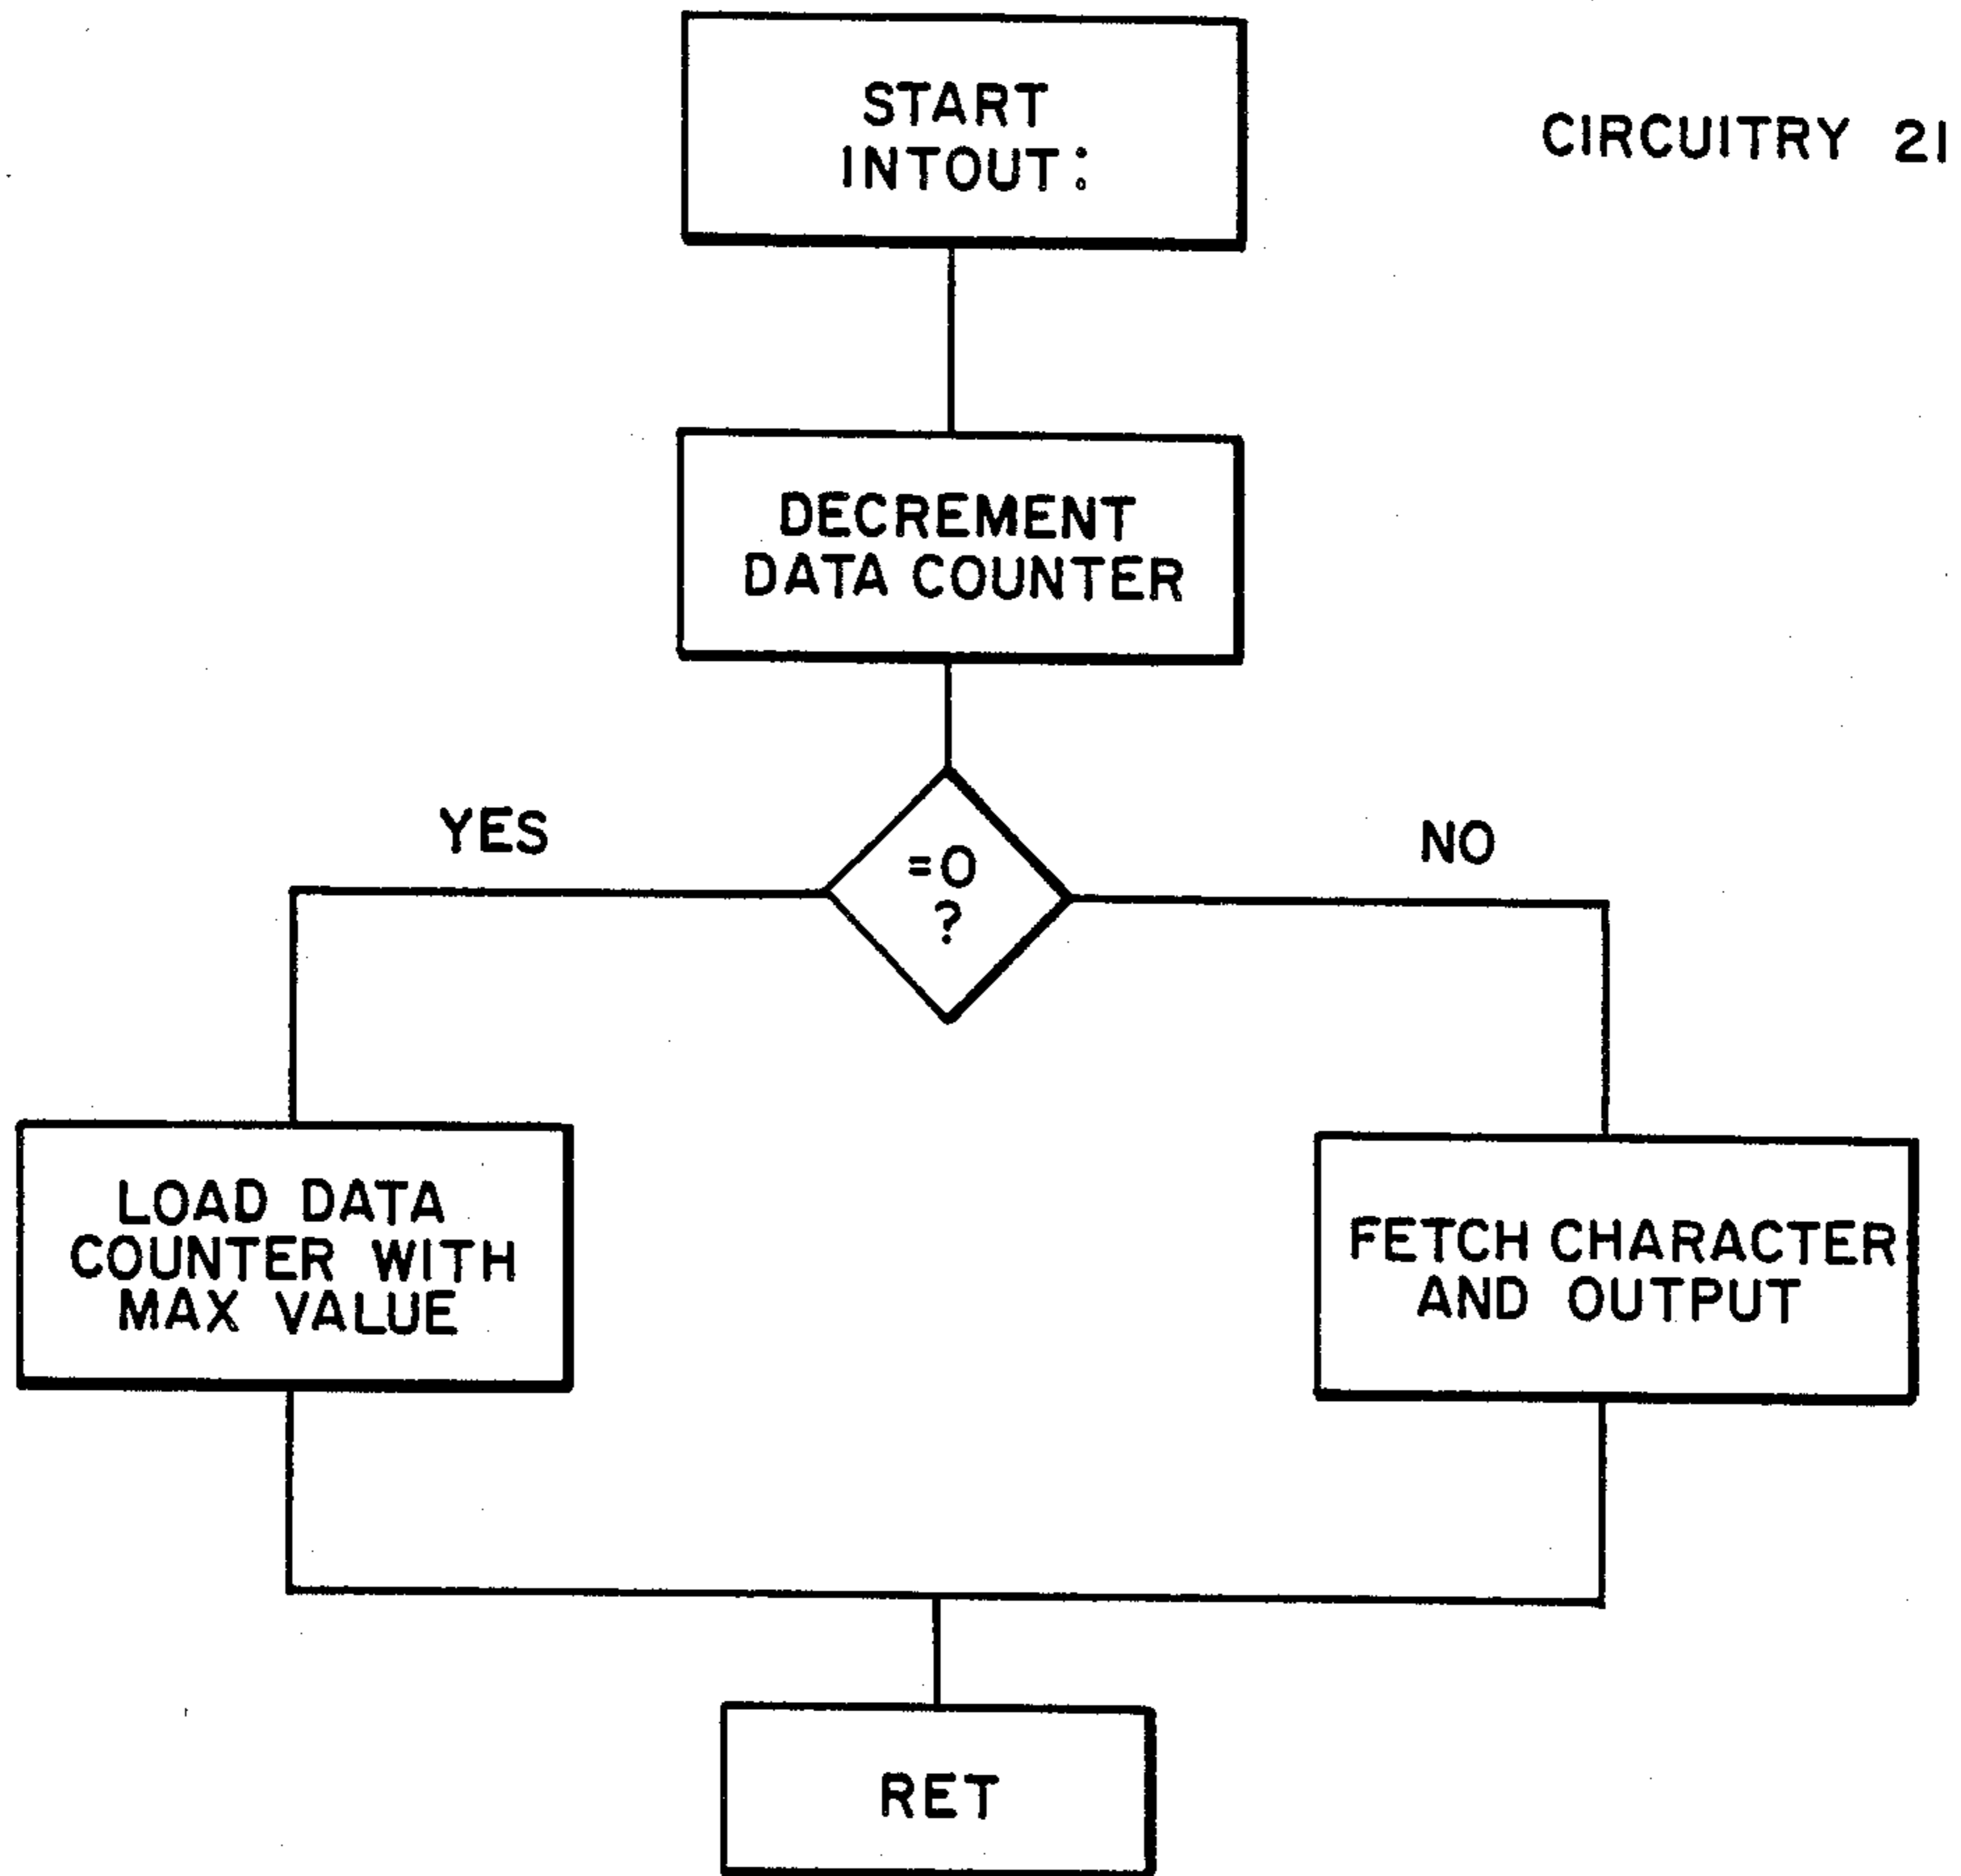 START
INTOUT:
CIRCUITRY 21
DECREMENT
DATA COUNTER
YES
=0
?
NO
LOAD DATA
COUNTER WITH
MAX VALUE
FETCH CHARACTER
AND OUTPUT
RET